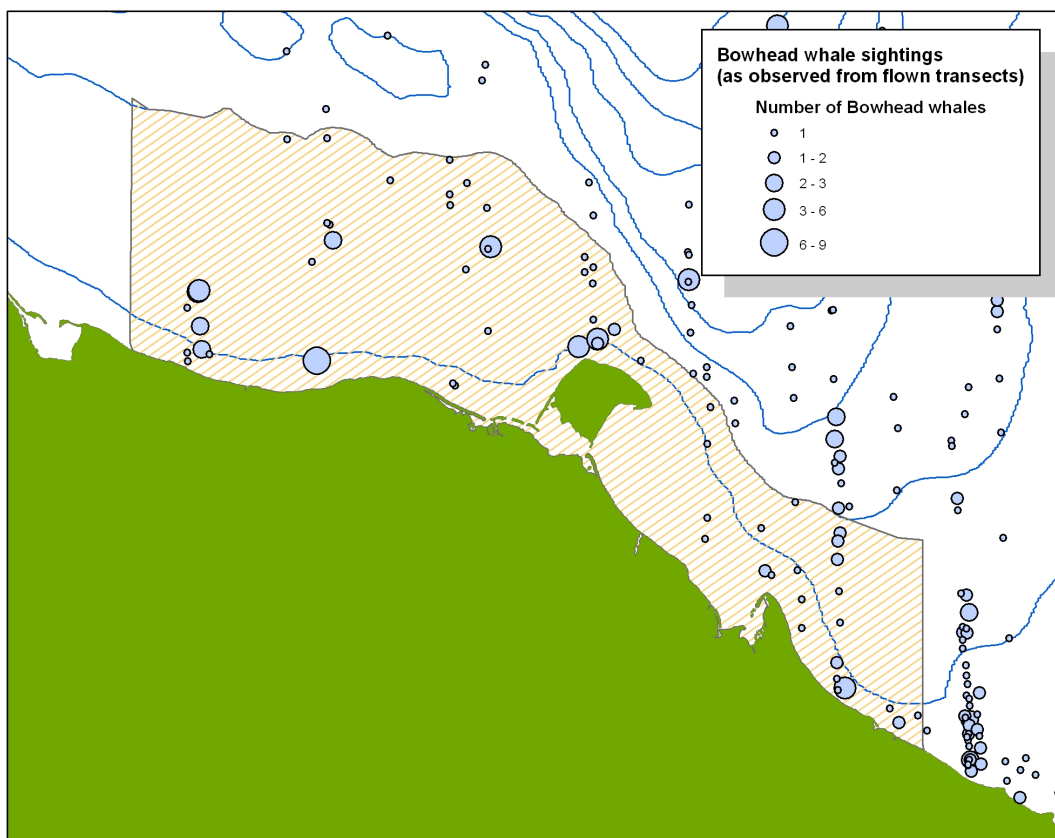 Bowhead whale sightings
(as observed from flown transects)
Number of Bowhead whales
1
1 - 2
2 - 3
3 - 6
6 - 9